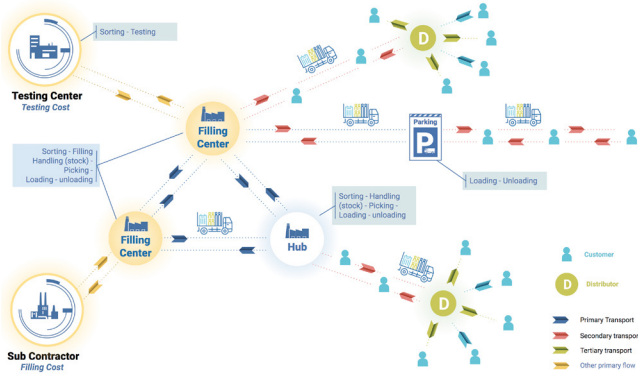 Sorting - Testing
Testing Center
Testing Cost
D
Filling
Center
Parking
P
Sorting - Filling
Handling (stock) -
Picking -
Loading - unloading
Loading - Unloading
Sorting - Handling
(stock) - Picking -
Loading - unloading
Filling
Center
Hub
Sub Contractor
Filling Cost
D
Customer
D
Distributor
Primary Transport
Secondary transport
Tertiary transport
Other primary flow